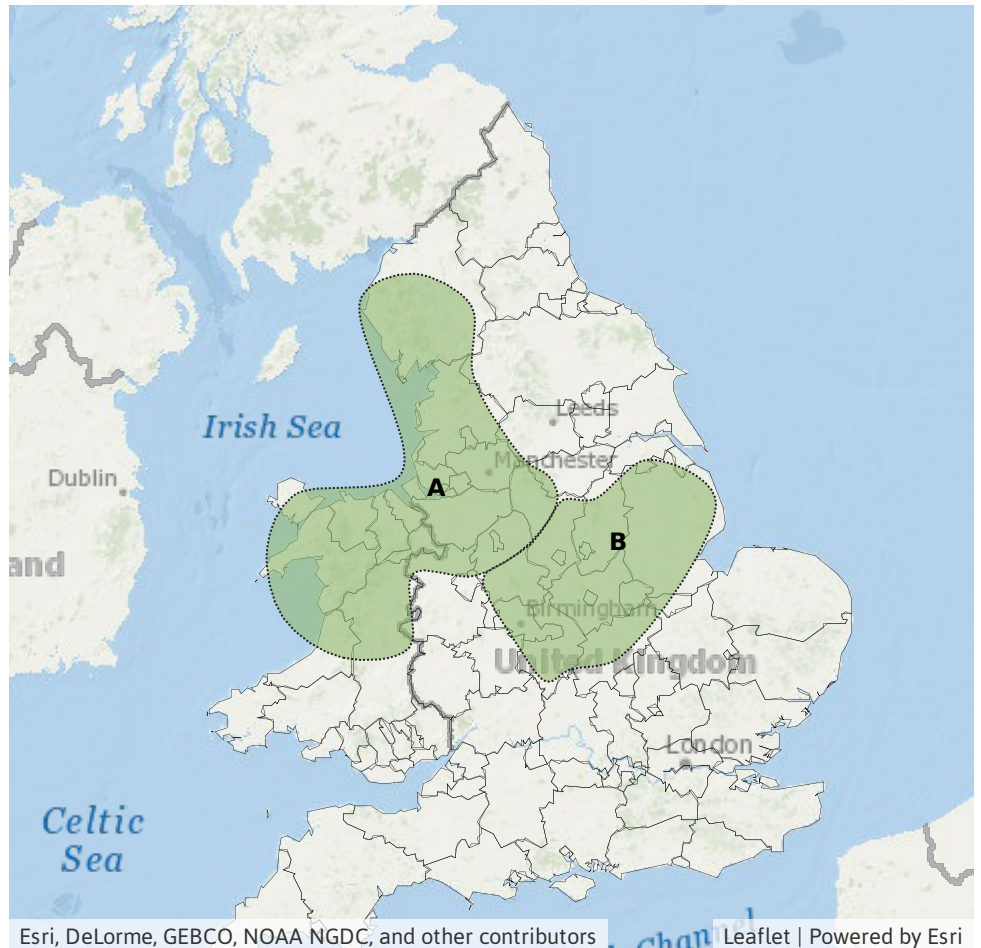 Leeds
Irish Sea
Manchester
Dublin
A
B
and
Birmingham
United Kingdom
London
Celtic
Sea
Channel
Esri, DeLorme, GEBCO, NOAA NGDC, and other contributors
Leaflet | Powered by Esri